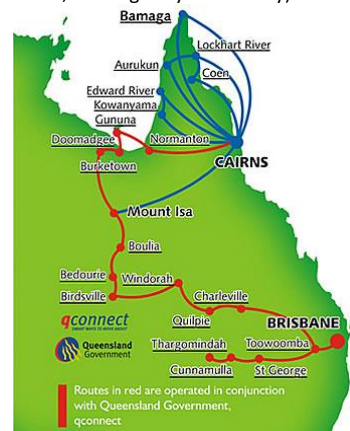 Bamaga
Lockhart River
Aurukun
Coen
Edward River
Kowanyama
Gununa
Doomadgee
Normanton
Burketown
CAIRNS
Mount Isa
Boulia
Bedourie
Windorah
Birdsville
Charleville
Quilpie
qconnect
BRISBANE
Queensland
Government
Thargomindah
Toowoomba
Cunnamulla
St George
Routes in red are operated in conjunction
with Queensland Government,
qconnect